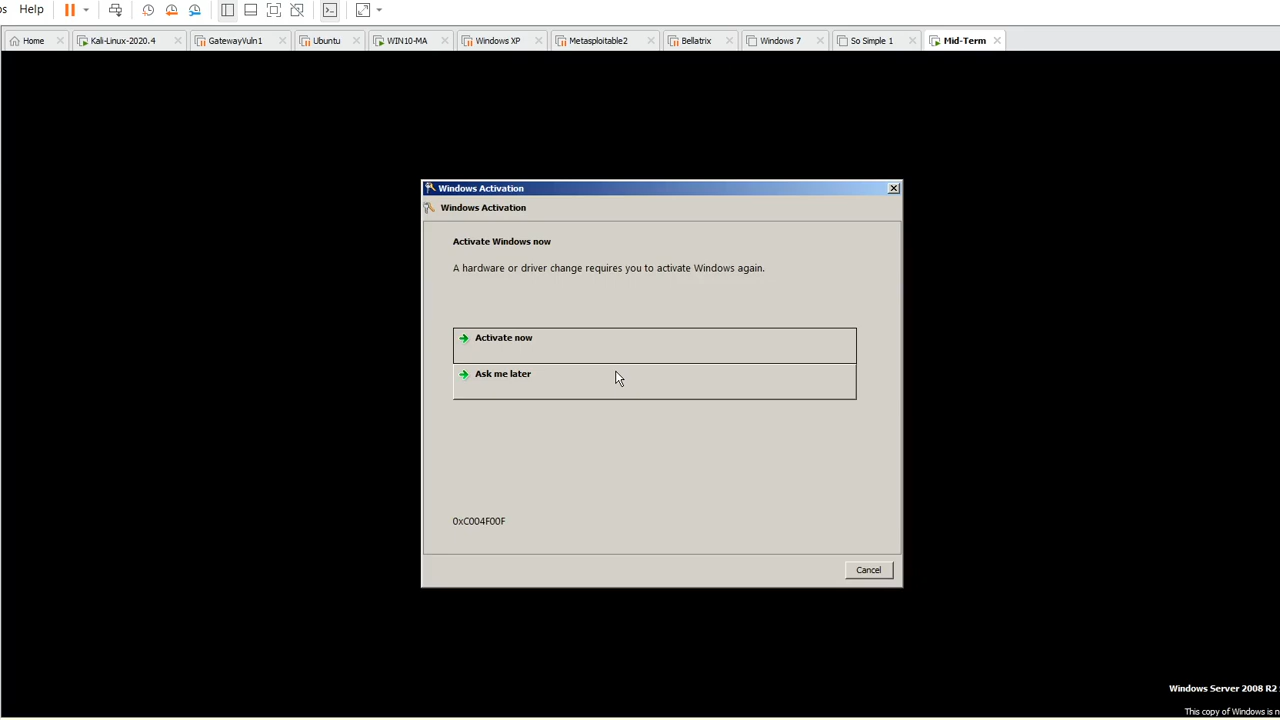 Help
Home
Kali-Linux-2020.4
GatewayVuln1
Ubuntu
WIN10-MA
Windows XP
Metasploitable2
Bellatrix
Windows 7
So Simple 1
Mid-Term
Windows Activation
Windows Activation
Activate Windows now
A hardware or driver change requires you to activate Windows again.
Activate now
Ask me later
0xC004F00F
Cancel
Windows Server 2008 R2
This copy of Windows is